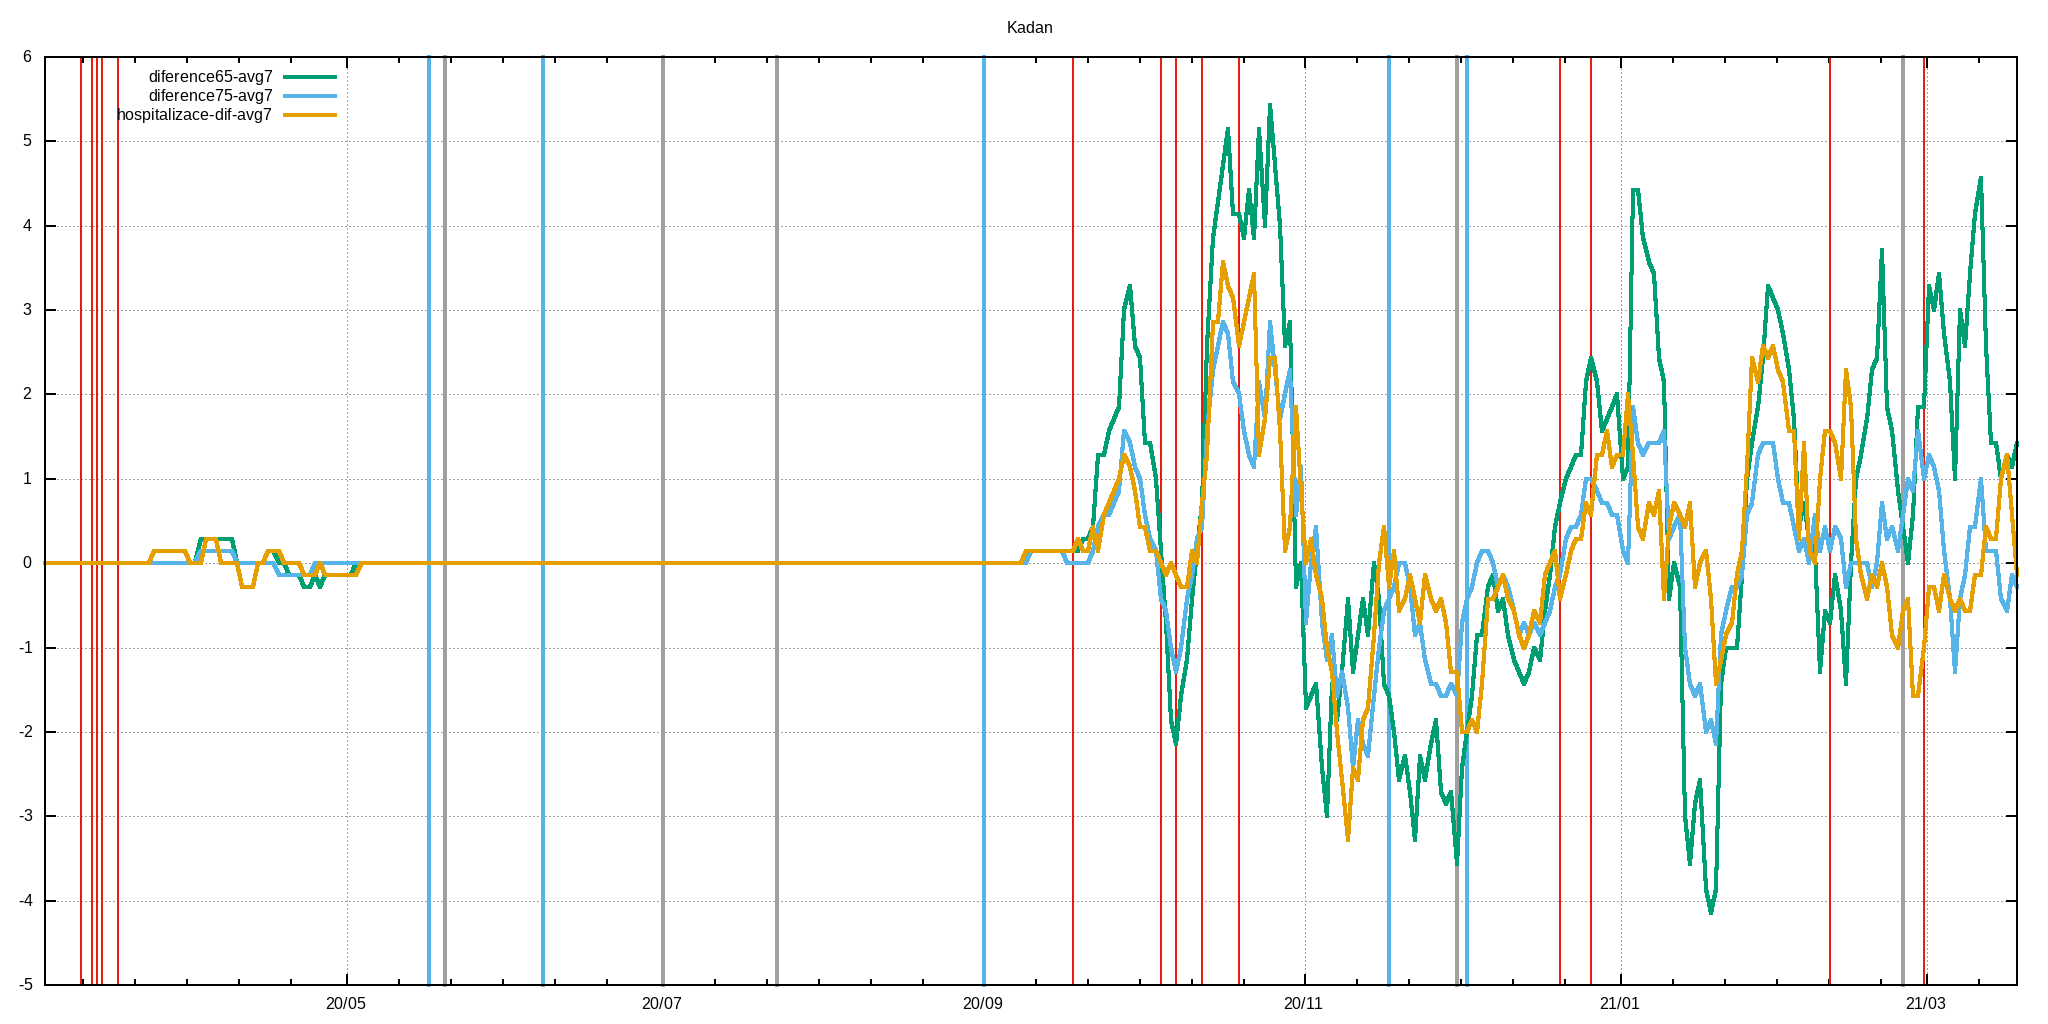 Kadan
6
diference65-avg7
diference75-avg7
hospitalizace-dif-avg7
5
4
3
2
1
0
-1
-2
-3
-4
-5
20/05 20/07 20/09 20/11 21/01 21/03